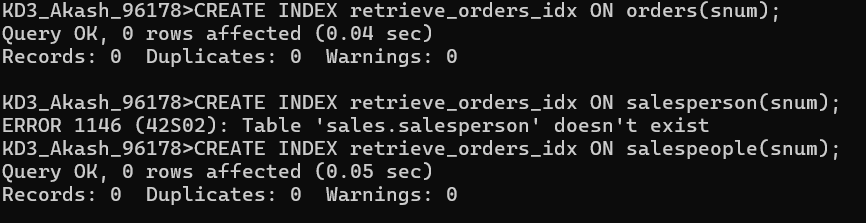 KD3_Akash_96178>CREATE INDEX retrieve_orders_idx ON orders(snum);
Query OK, 0 rows affected (0.04 sec)
Records: 0  Duplicates: 0  Warnings: 0

KD3_Akash_96178>CREATE INDEX retrieve_orders_idx ON salesperson(snum);
ERROR 1146 (42S02): Table 'sales.salesperson' doesn't exist
KD3_Akash_96178>CREATE INDEX retrieve_orders_idx ON salespeople(snum);
Query OK, 0 rows affected (0.05 sec)
Records: 0  Duplicates: 0  Warnings: 0